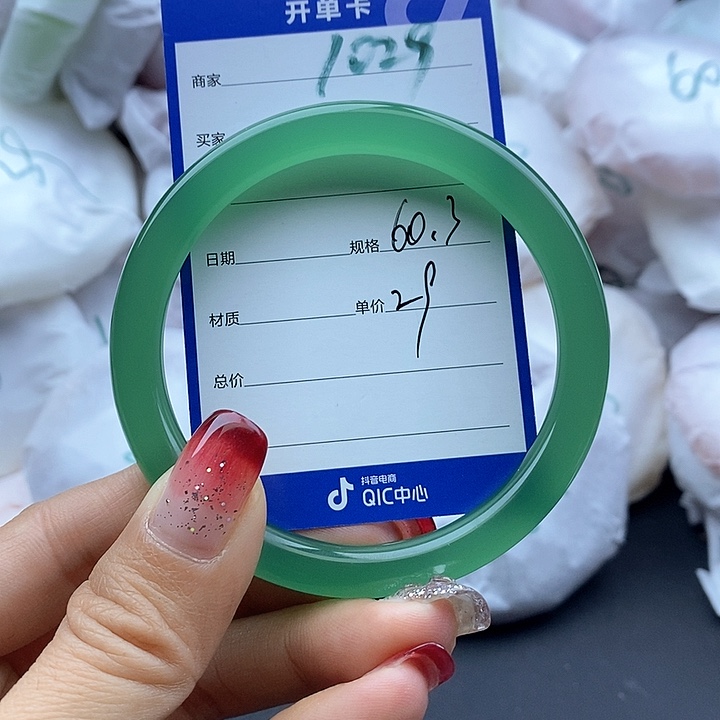 开单卡
商家 1029
买家
日期 规格 60.3
材质 单价 28
总价
抖音电商
QIC中心